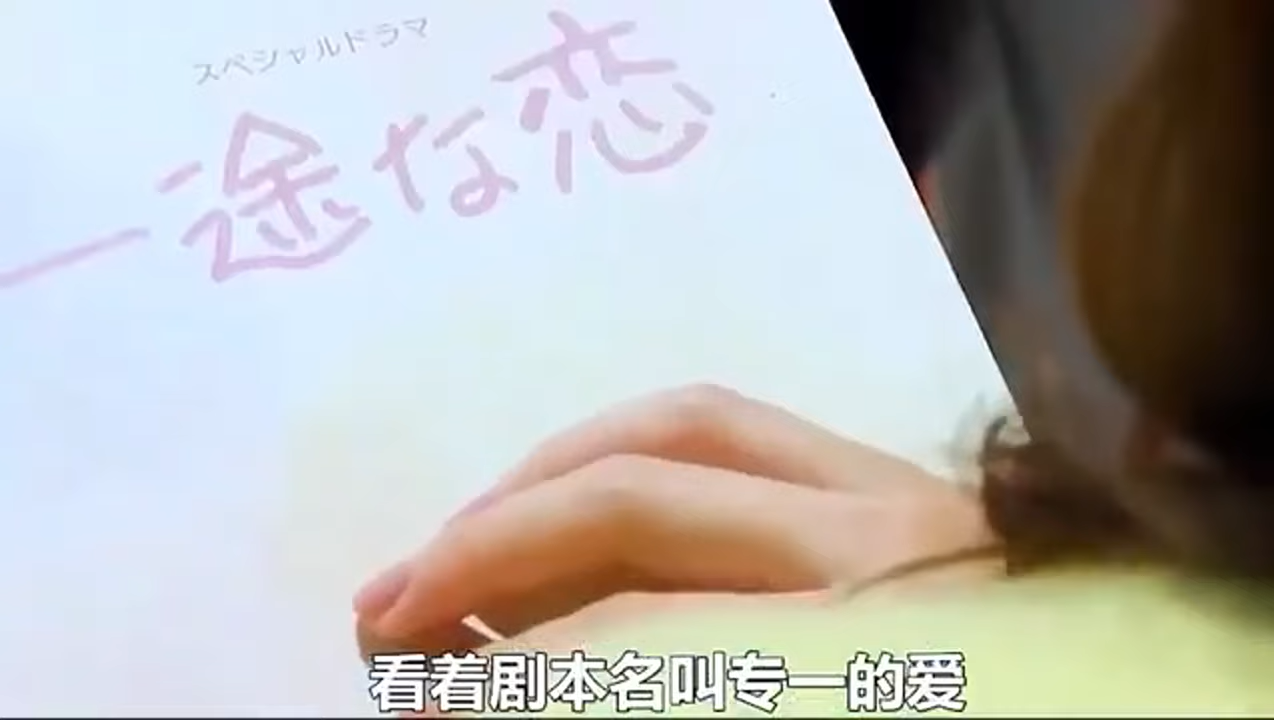 スペシャルドラマ
一途な恋
看着剧本名叫专一的爱